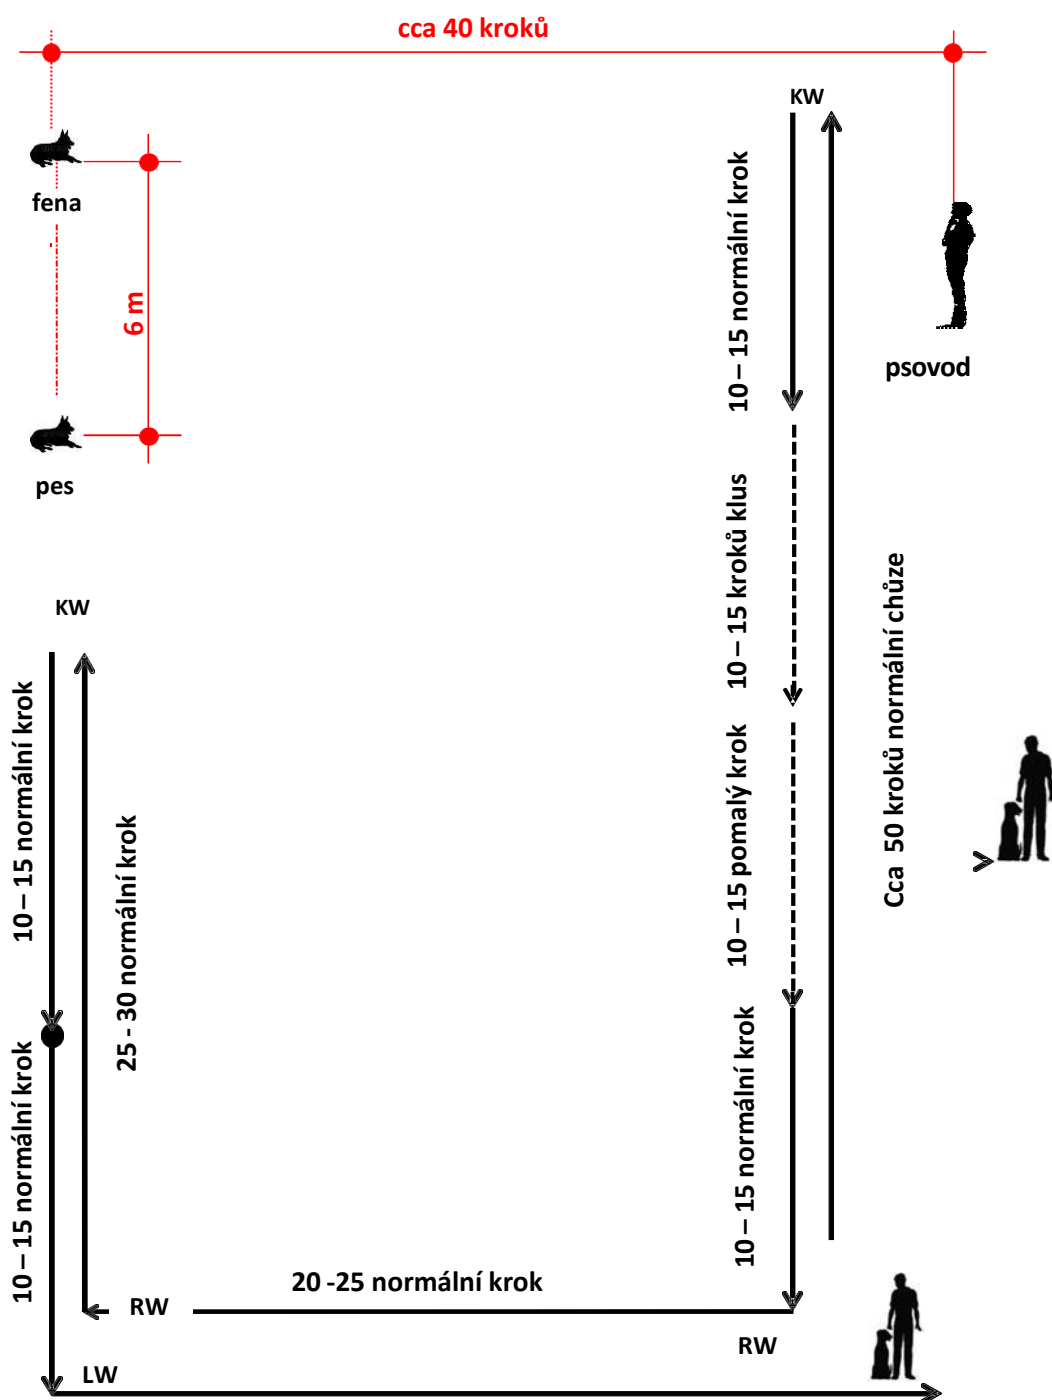 cca 40 kroků
KW
fena
10 – 15 normální krok
6 m
psovod
pes
10 – 15 kroků klus
KW
Cca  50 kroků normální chůze
10 – 15 normální krok
10 – 15 pomalý krok
25 - 30 normální krok
10 – 15 normální krok
10 – 15 normální krok
20 -25 normální krok
RW
RW
LW